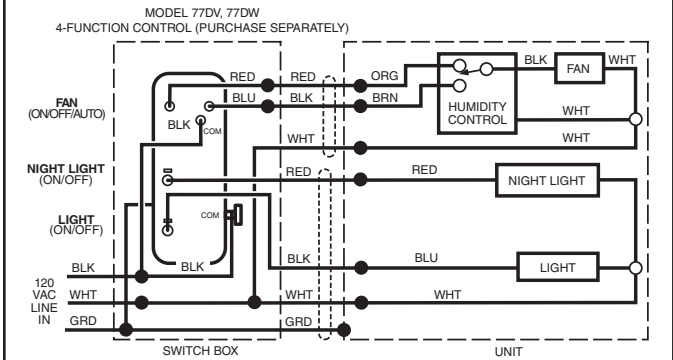 MODEL 77DV, 77DW
4-FUNCTION CONTROL (PURCHASE SEPARATELY)
RED RED ORG BLK FAN WHT
FAN
(ON/OFF/AUTO)
BLU BLK BRN
BLK COM
HUMIDITY
CONTROL
WHT
WHT WHT
NIGHT LIGHT
(ON/OFF)
RED RED NIGHT LIGHT
LIGHT
(ON/OFF)
COM
BLK BLK BLK BLU LIGHT
120
VAC
LINE
IN
WHT WHT WHT
GRD GRD
SWITCH BOX UNIT